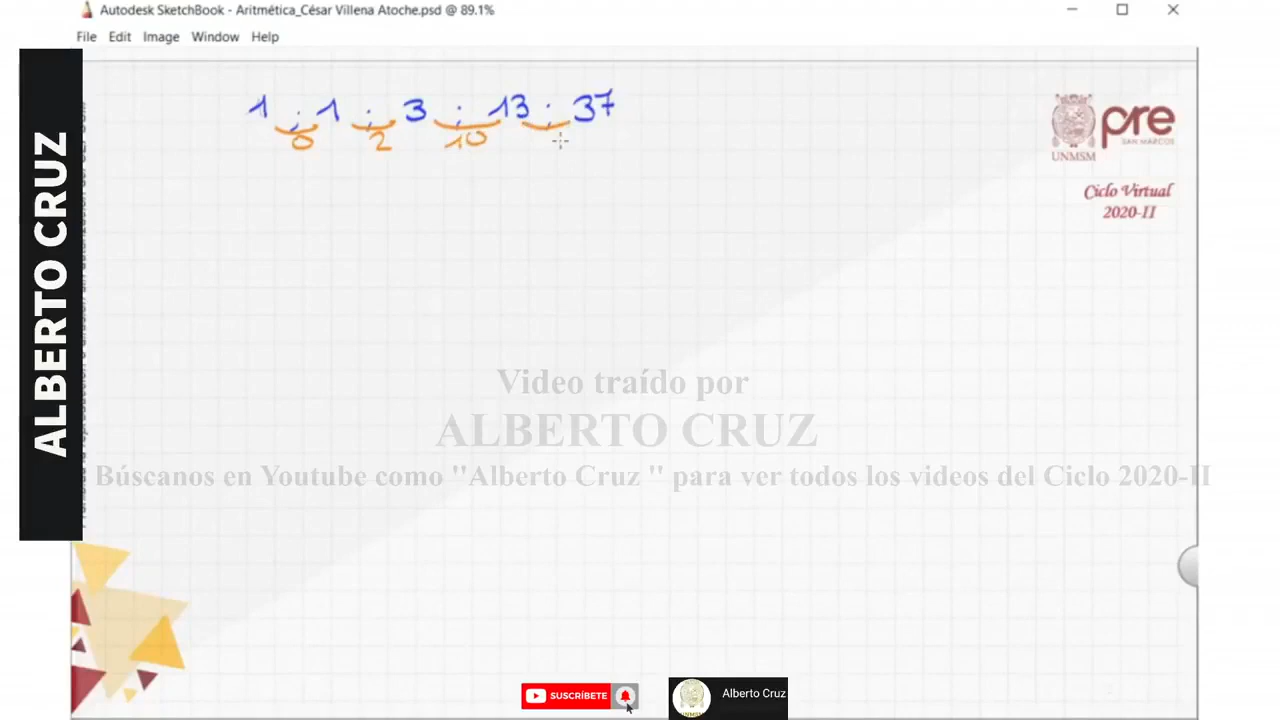 Autodesk SketchBook - Aritmética_César Villena Atoche.psd @ 89.1%
File Edit Image Window Help
1 ; 1 ; 3 ; 13 ; 37
0 2 10
pre
SAN MARCOS
UNMSM
Ciclo Virtual
2020-II
ALBERTO CRUZ
Video traído por
ALBERTO CRUZ
Búscanos en Youtube como "Alberto Cruz " para ver todos los videos del Ciclo 2020-II
SUSCRÍBETE
Alberto Cruz